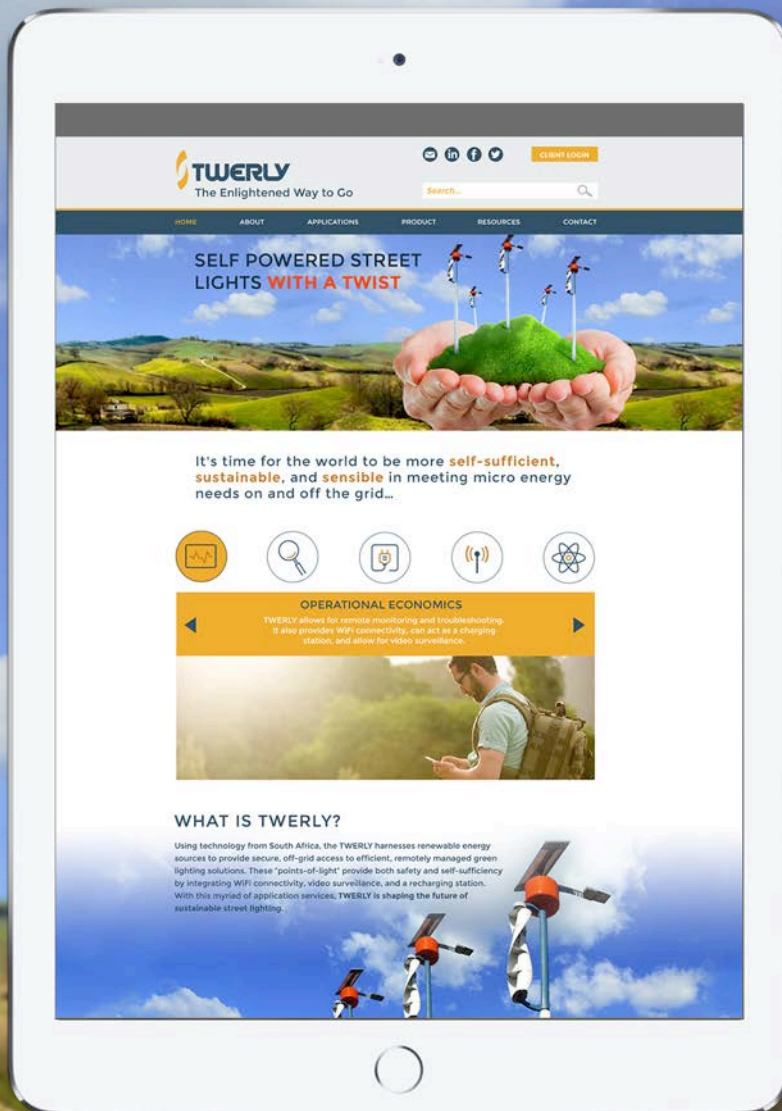 TWERLY
The Enlightened Way to Go
CLIENT LOGIN
Search...
HOME ABOUT APPLICATIONS PRODUCT RESOURCES CONTACT
SELF POWERED STREET
LIGHTS WITH A TWIST
It's time for the world to be more self-sufficient,
sustainable, and sensible in meeting micro energy
needs on and off the grid...
OPERATIONAL ECONOMICS
TWERLY allows for remote monitoring and troubleshooting.
It also provides WiFi connectivity, can act as a charging
station, and allow for video surveillance.
WHAT IS TWERLY?
Using technology from South Africa, the TWERLY harnesses renewable energy
sources to provide secure, off-grid access to efficient, remotely managed green
lighting solutions. These "points-of-light" provide both safety and self-sufficiency
by integrating WiFi connectivity, video surveillance, and a recharging station.
With this myriad of application services, TWERLY is shaping the future of
sustainable street lighting.